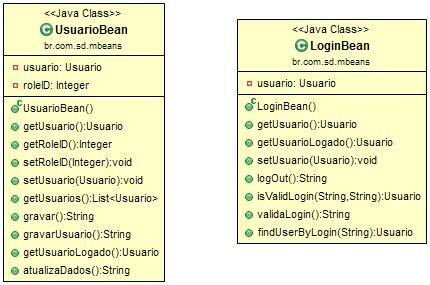 <<Java Class>>
UsuarioBean
br.com.sd.mbeans
usuario: Usuario
roleID: Integer
UsuarioBean()
getUsuario():Usuario
getRoleID():Integer
setRoleID(Integer):void
setUsuario(Usuario):void
getUsuarios():List<Usuario>
gravar():String
gravarUsuario():String
getUsuarioLogado():Usuario
atualizaDados():String
<<Java Class>>
LoginBean
br.com.sd.mbeans
usuario: Usuario
LoginBean()
getUsuario():Usuario
getUsuarioLogado():Usuario
setUsuario(Usuario):void
logOut():String
isValidLogin(String,String):Usuario
validaLogin():String
findUserByLogin(String):Usuario